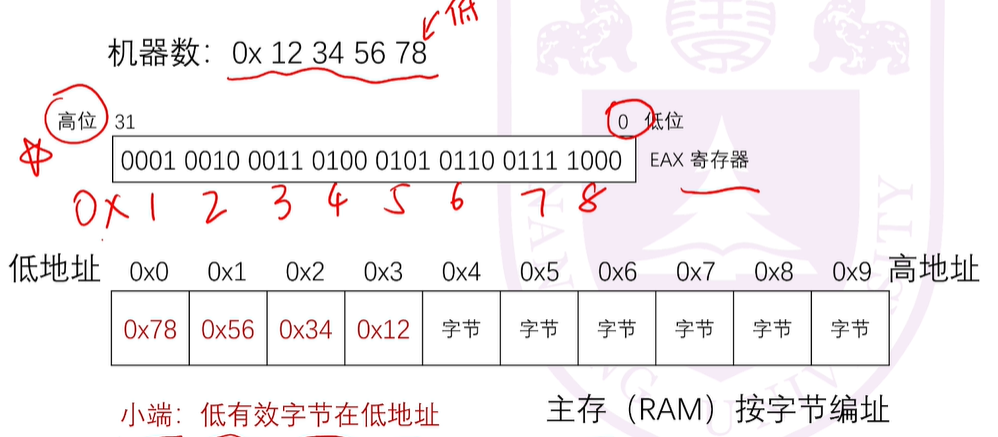 低
机器数：0x 12 34 56 78
高位 31 0 低位
0001 0010 0011 0100 0101 0110 0111 1000 EAX 寄存器
0x 1 2 3 4 5 6 7 8
低地址 0x0 0x1 0x2 0x3 0x4 0x5 0x6 0x7 0x8 0x9 高地址
0x78 0x56 0x34 0x12 字节 字节 字节 字节 字节 字节
小端：低有效字节在低地址 主存（RAM）按字节编址